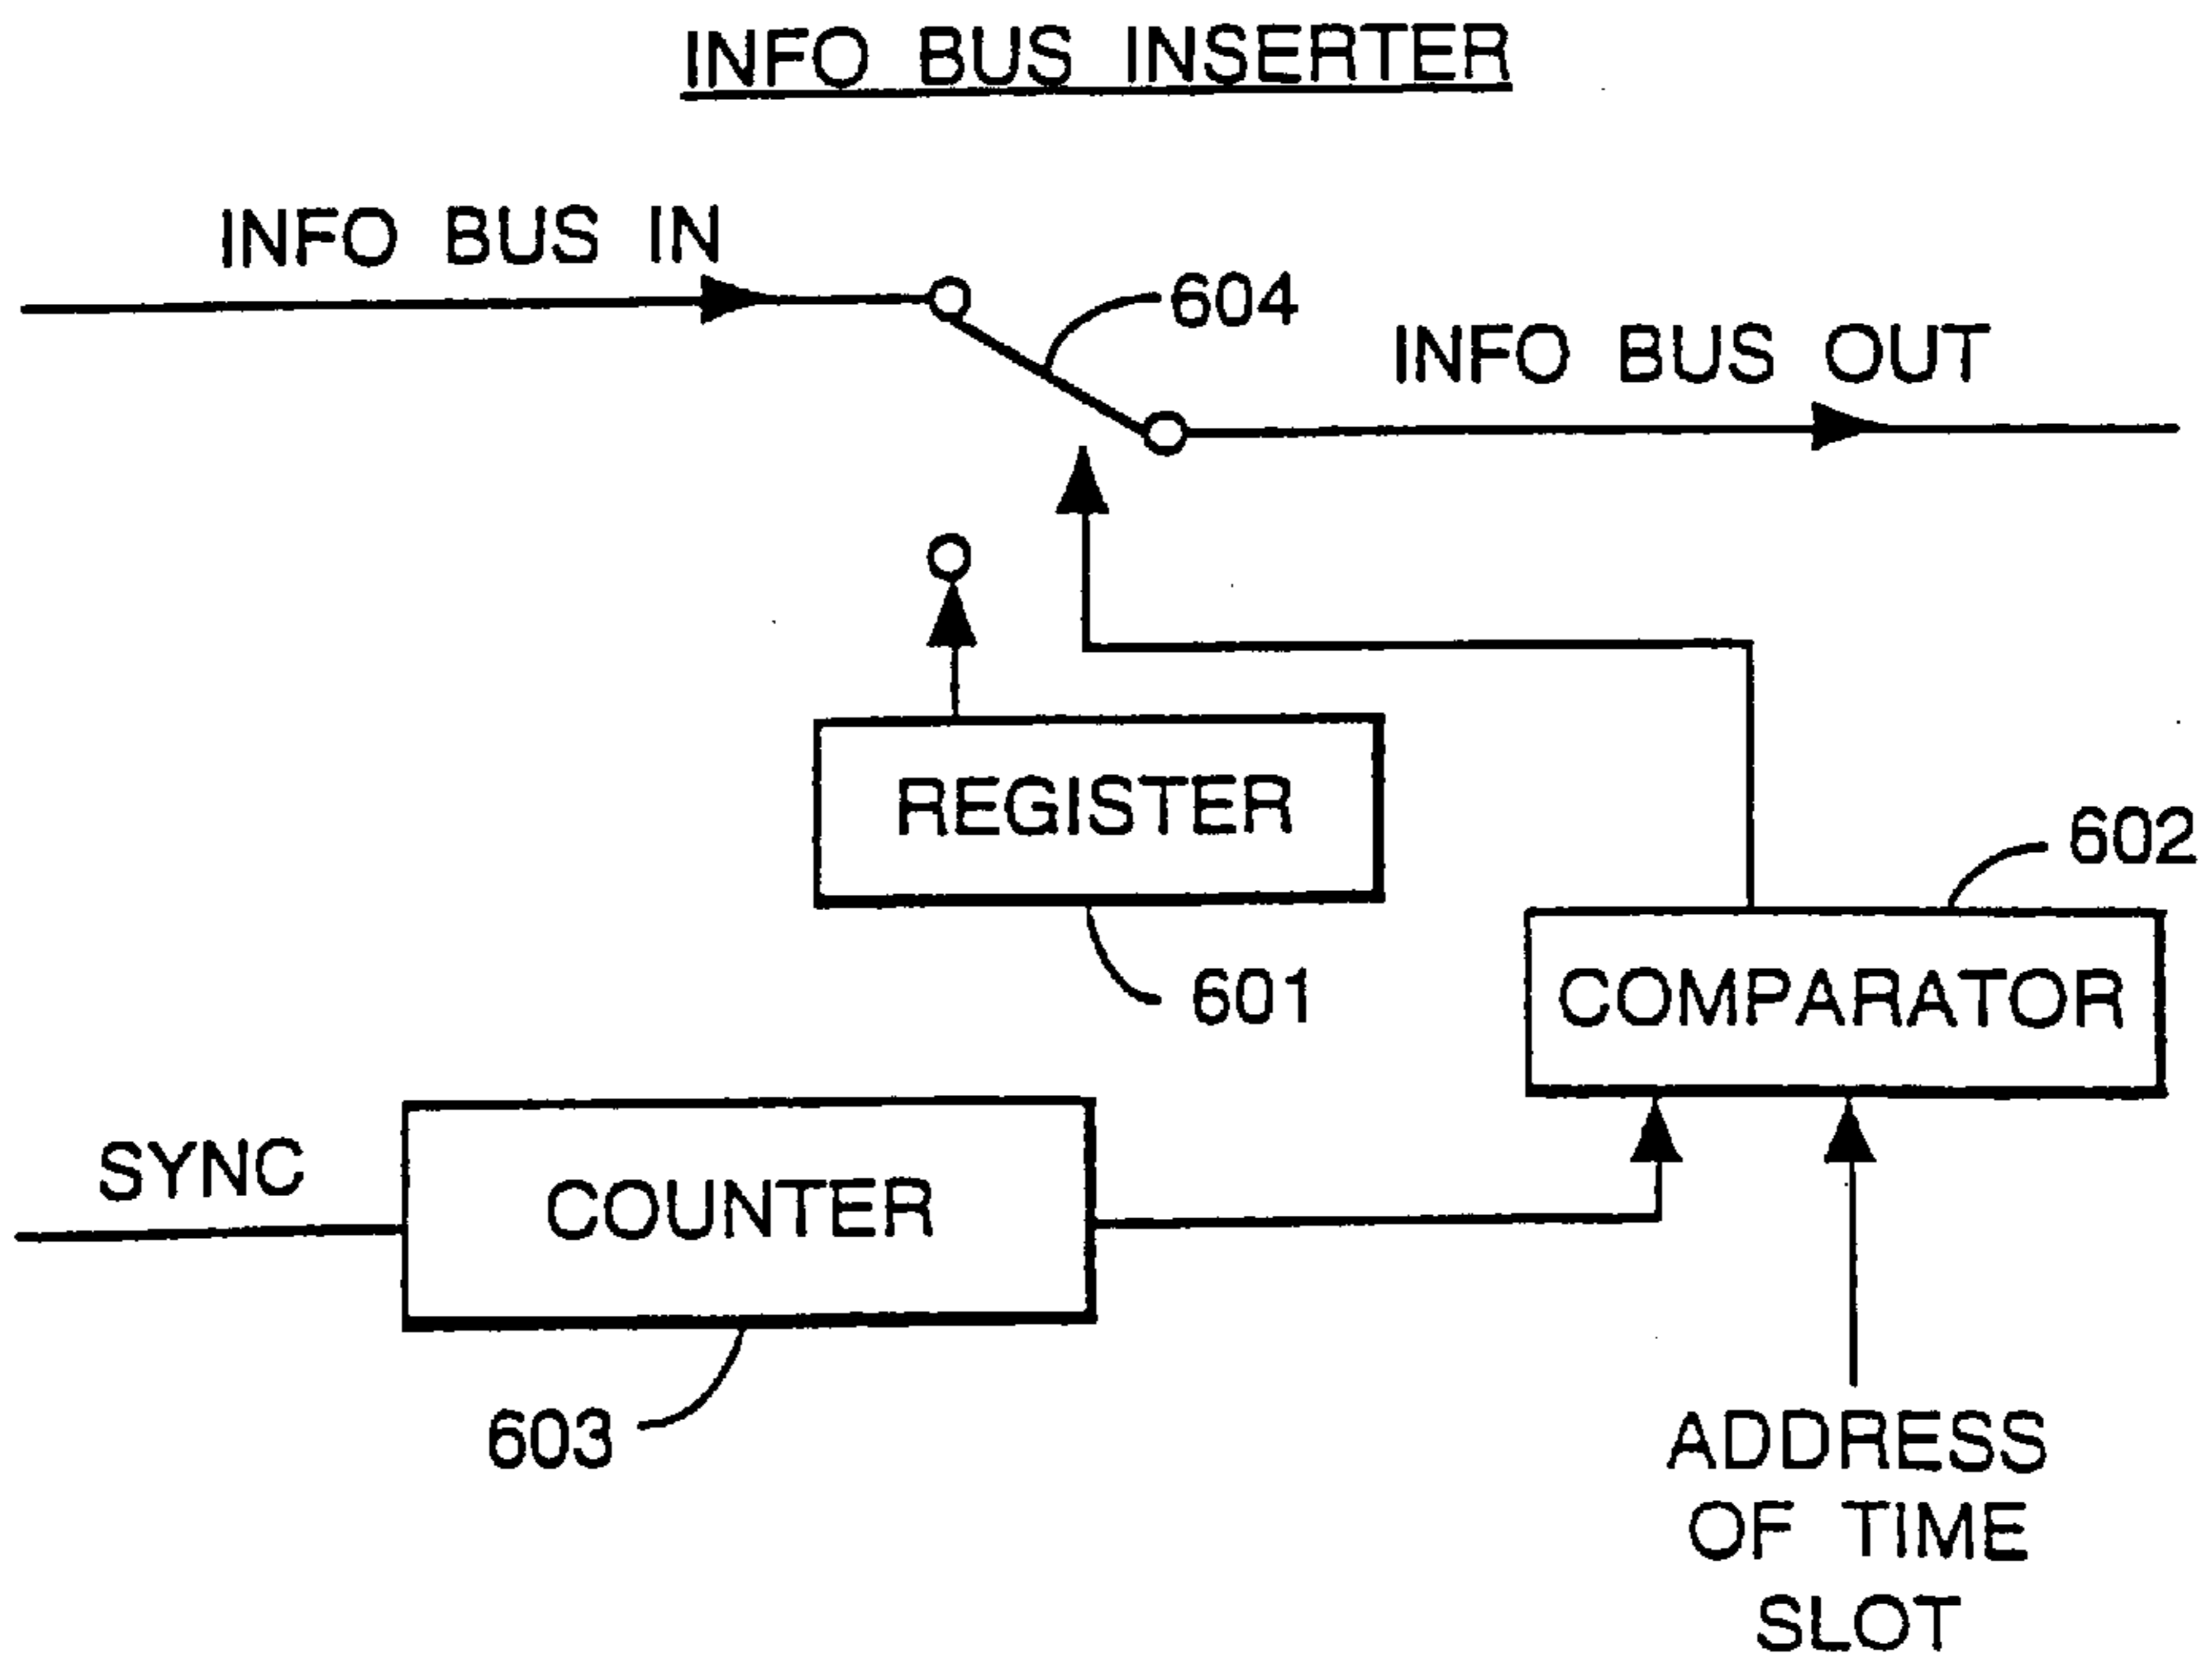 INFO BUS INSERTER
INFO BUS IN
604
INFO BUS OUT
REGISTER
602
601
COMPARATOR
SYNC
COUNTER
603
ADDRESS
OF TIME
SLOT